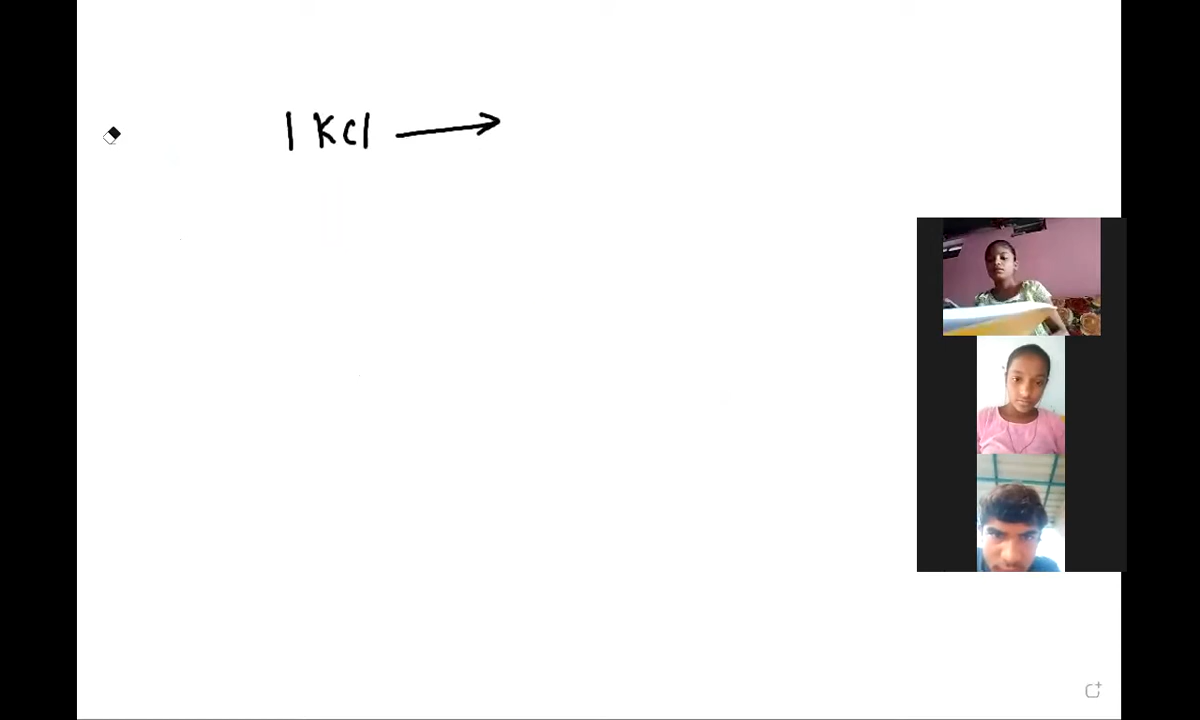 1 KCl →